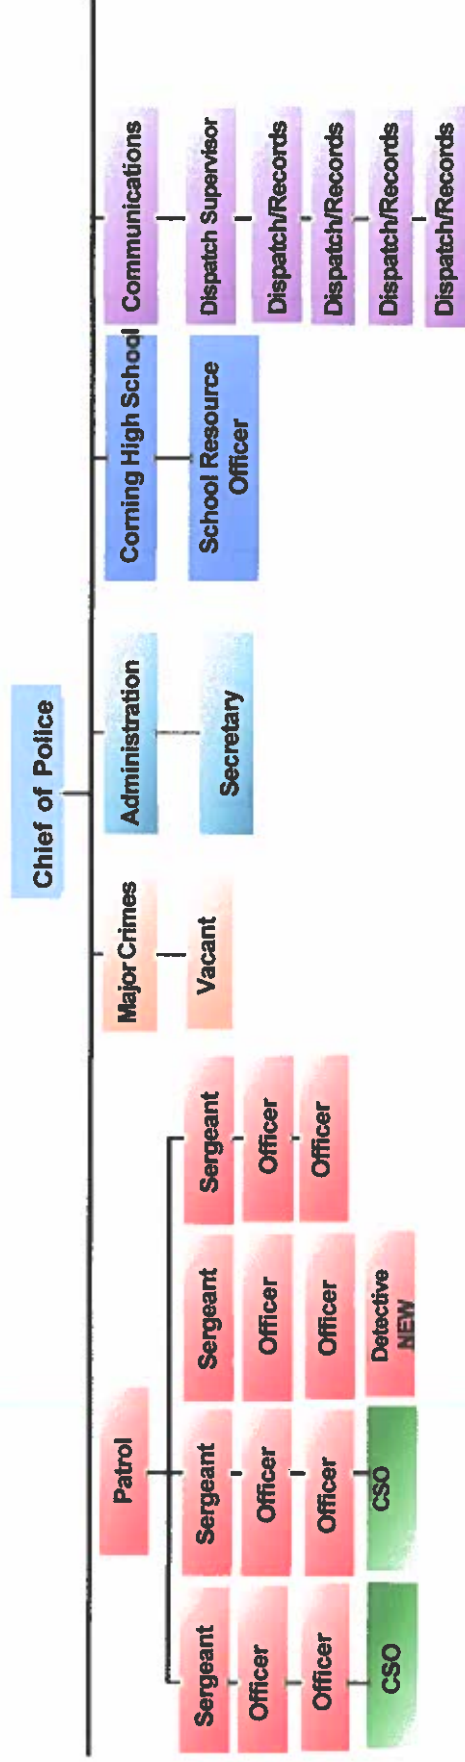 Chief of Police
Patrol
Major Crimes
Administration
Corning High School
Communications
Sergeant
Sergeant
Sergeant
Sergeant
Vacant
Secretary
School Resource
Officer
Dispatch Supervisor
Officer
Officer
Officer
Officer
Dispatch/Records
Officer
Officer
Officer
Officer
Dispatch/Records
CSO
CSO
Detective
NEW
Dispatch/Records
Dispatch/Records